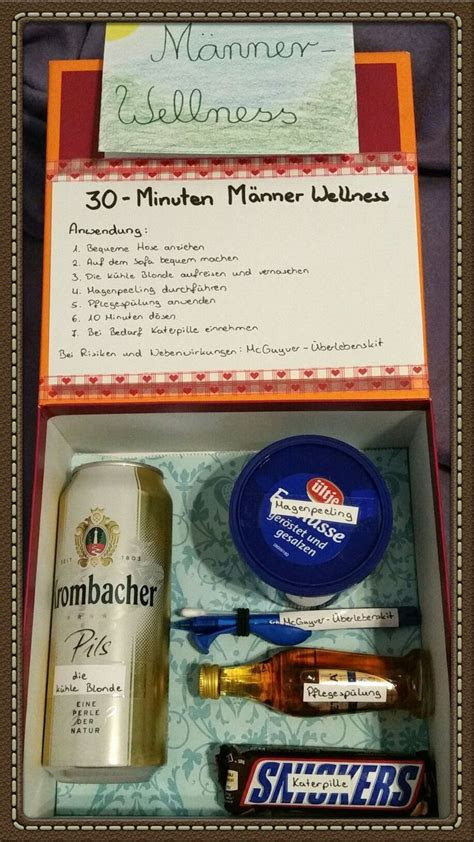 Männer-
Wellness
30-Minuten Männer Wellness
Anwendung:
1. Bequeme Hose anziehen
2. Auf dem Sofa bequem machen
3. Die kühle Blonde aufreisen und vernaschen
4. Magenpeeling durchführen
5. Pflegespülung anwenden
6. 10 Minuten dösen
7. Bei Bedarf Katerpille einnehmen
Bei Risiken und Nebenwirkungen: McGuyver-Überlebenskit
SEIT 1803
Krombacher
Pils
die
kühle Blonde
EINE
PERLE
DER
NATUR
ültje
Magenpeeling
geröstet und
gesalzen
McGuyver-Überlebenskit
Pflegespülung
SNICKERS
Katerpille